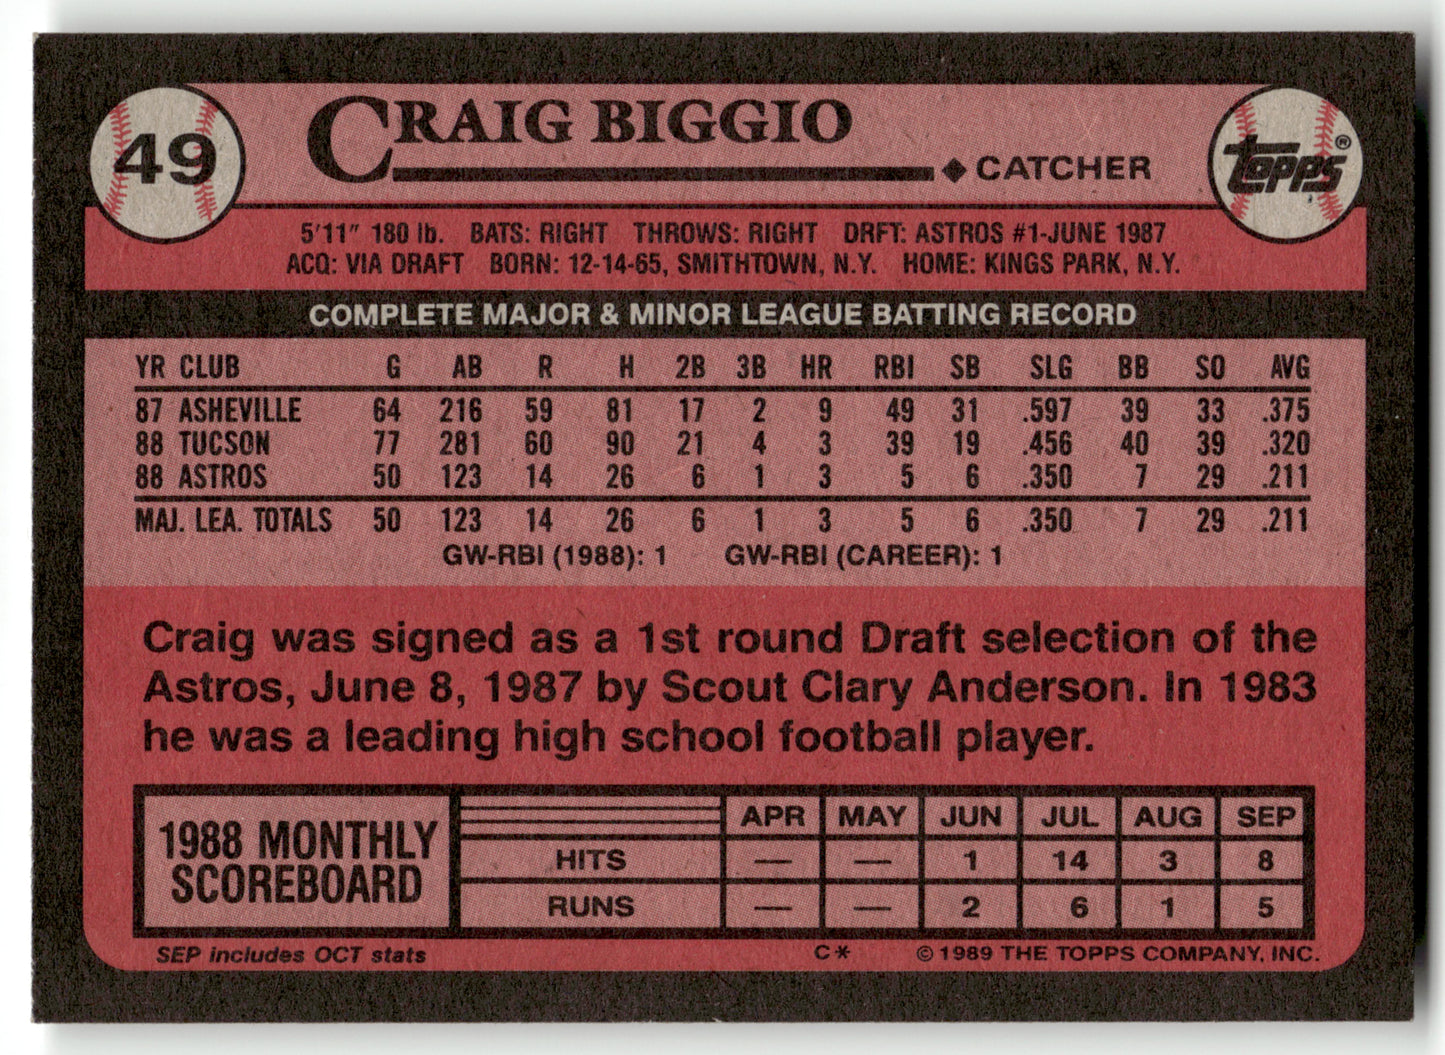 49
CRAIG BIGGIO
◆ CATCHER
topps®
5'11" 180 lb. BATS: RIGHT THROWS: RIGHT DRFT: ASTROS #1-JUNE 1987
ACQ: VIA DRAFT BORN: 12-14-65, SMITHTOWN, N.Y. HOME: KINGS PARK, N.Y.
COMPLETE MAJOR & MINOR LEAGUE BATTING RECORD
YR CLUB G AB R H 2B 3B HR RBI SB SLG BB SO AVG
87 ASHEVILLE 64 216 59 81 17 2 9 49 31 .597 39 33 .375
88 TUCSON 77 281 60 90 21 4 3 39 19 .456 40 39 .320
88 ASTROS 50 123 14 26 6 1 3 5 6 .350 7 29 .211
MAJ. LEA. TOTALS 50 123 14 26 6 1 3 5 6 .350 7 29 .211
GW-RBI (1988): 1 GW-RBI (CAREER): 1
Craig was signed as a 1st round Draft selection of the
Astros, June 8, 1987 by Scout Clary Anderson. In 1983
he was a leading high school football player.
1988 MONTHLY
SCOREBOARD
APR MAY JUN JUL AUG SEP
HITS — — 1 14 3 8
RUNS — — 2 6 1 5
SEP includes OCT stats C* © 1989 THE TOPPS COMPANY, INC.